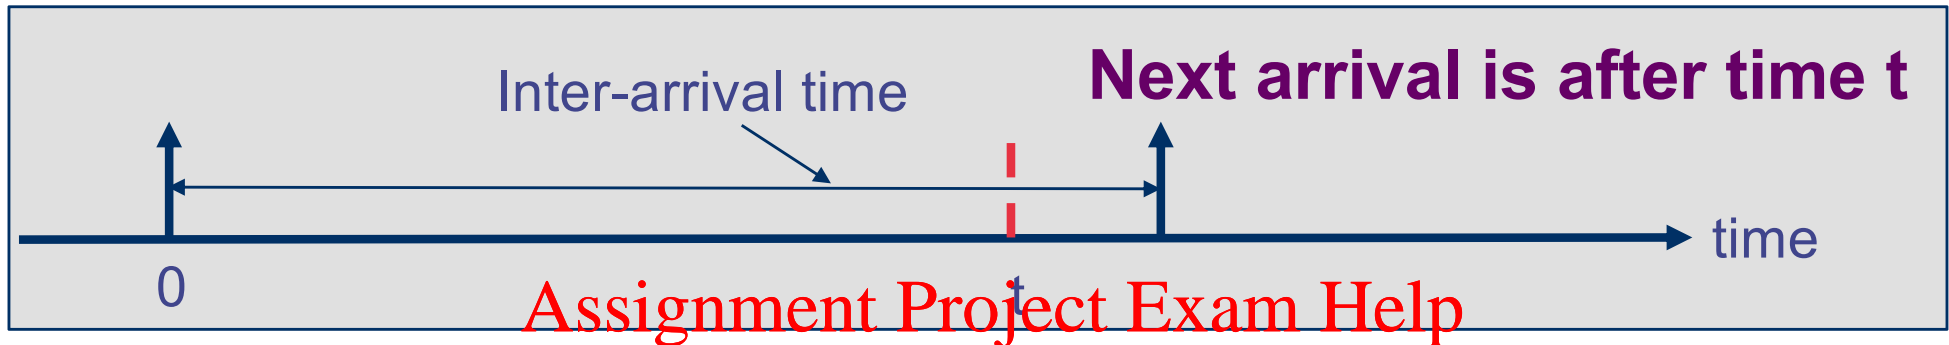 Next arrival is after time t
Inter-arrival time
time
0
t
Assignment Project Exam Help